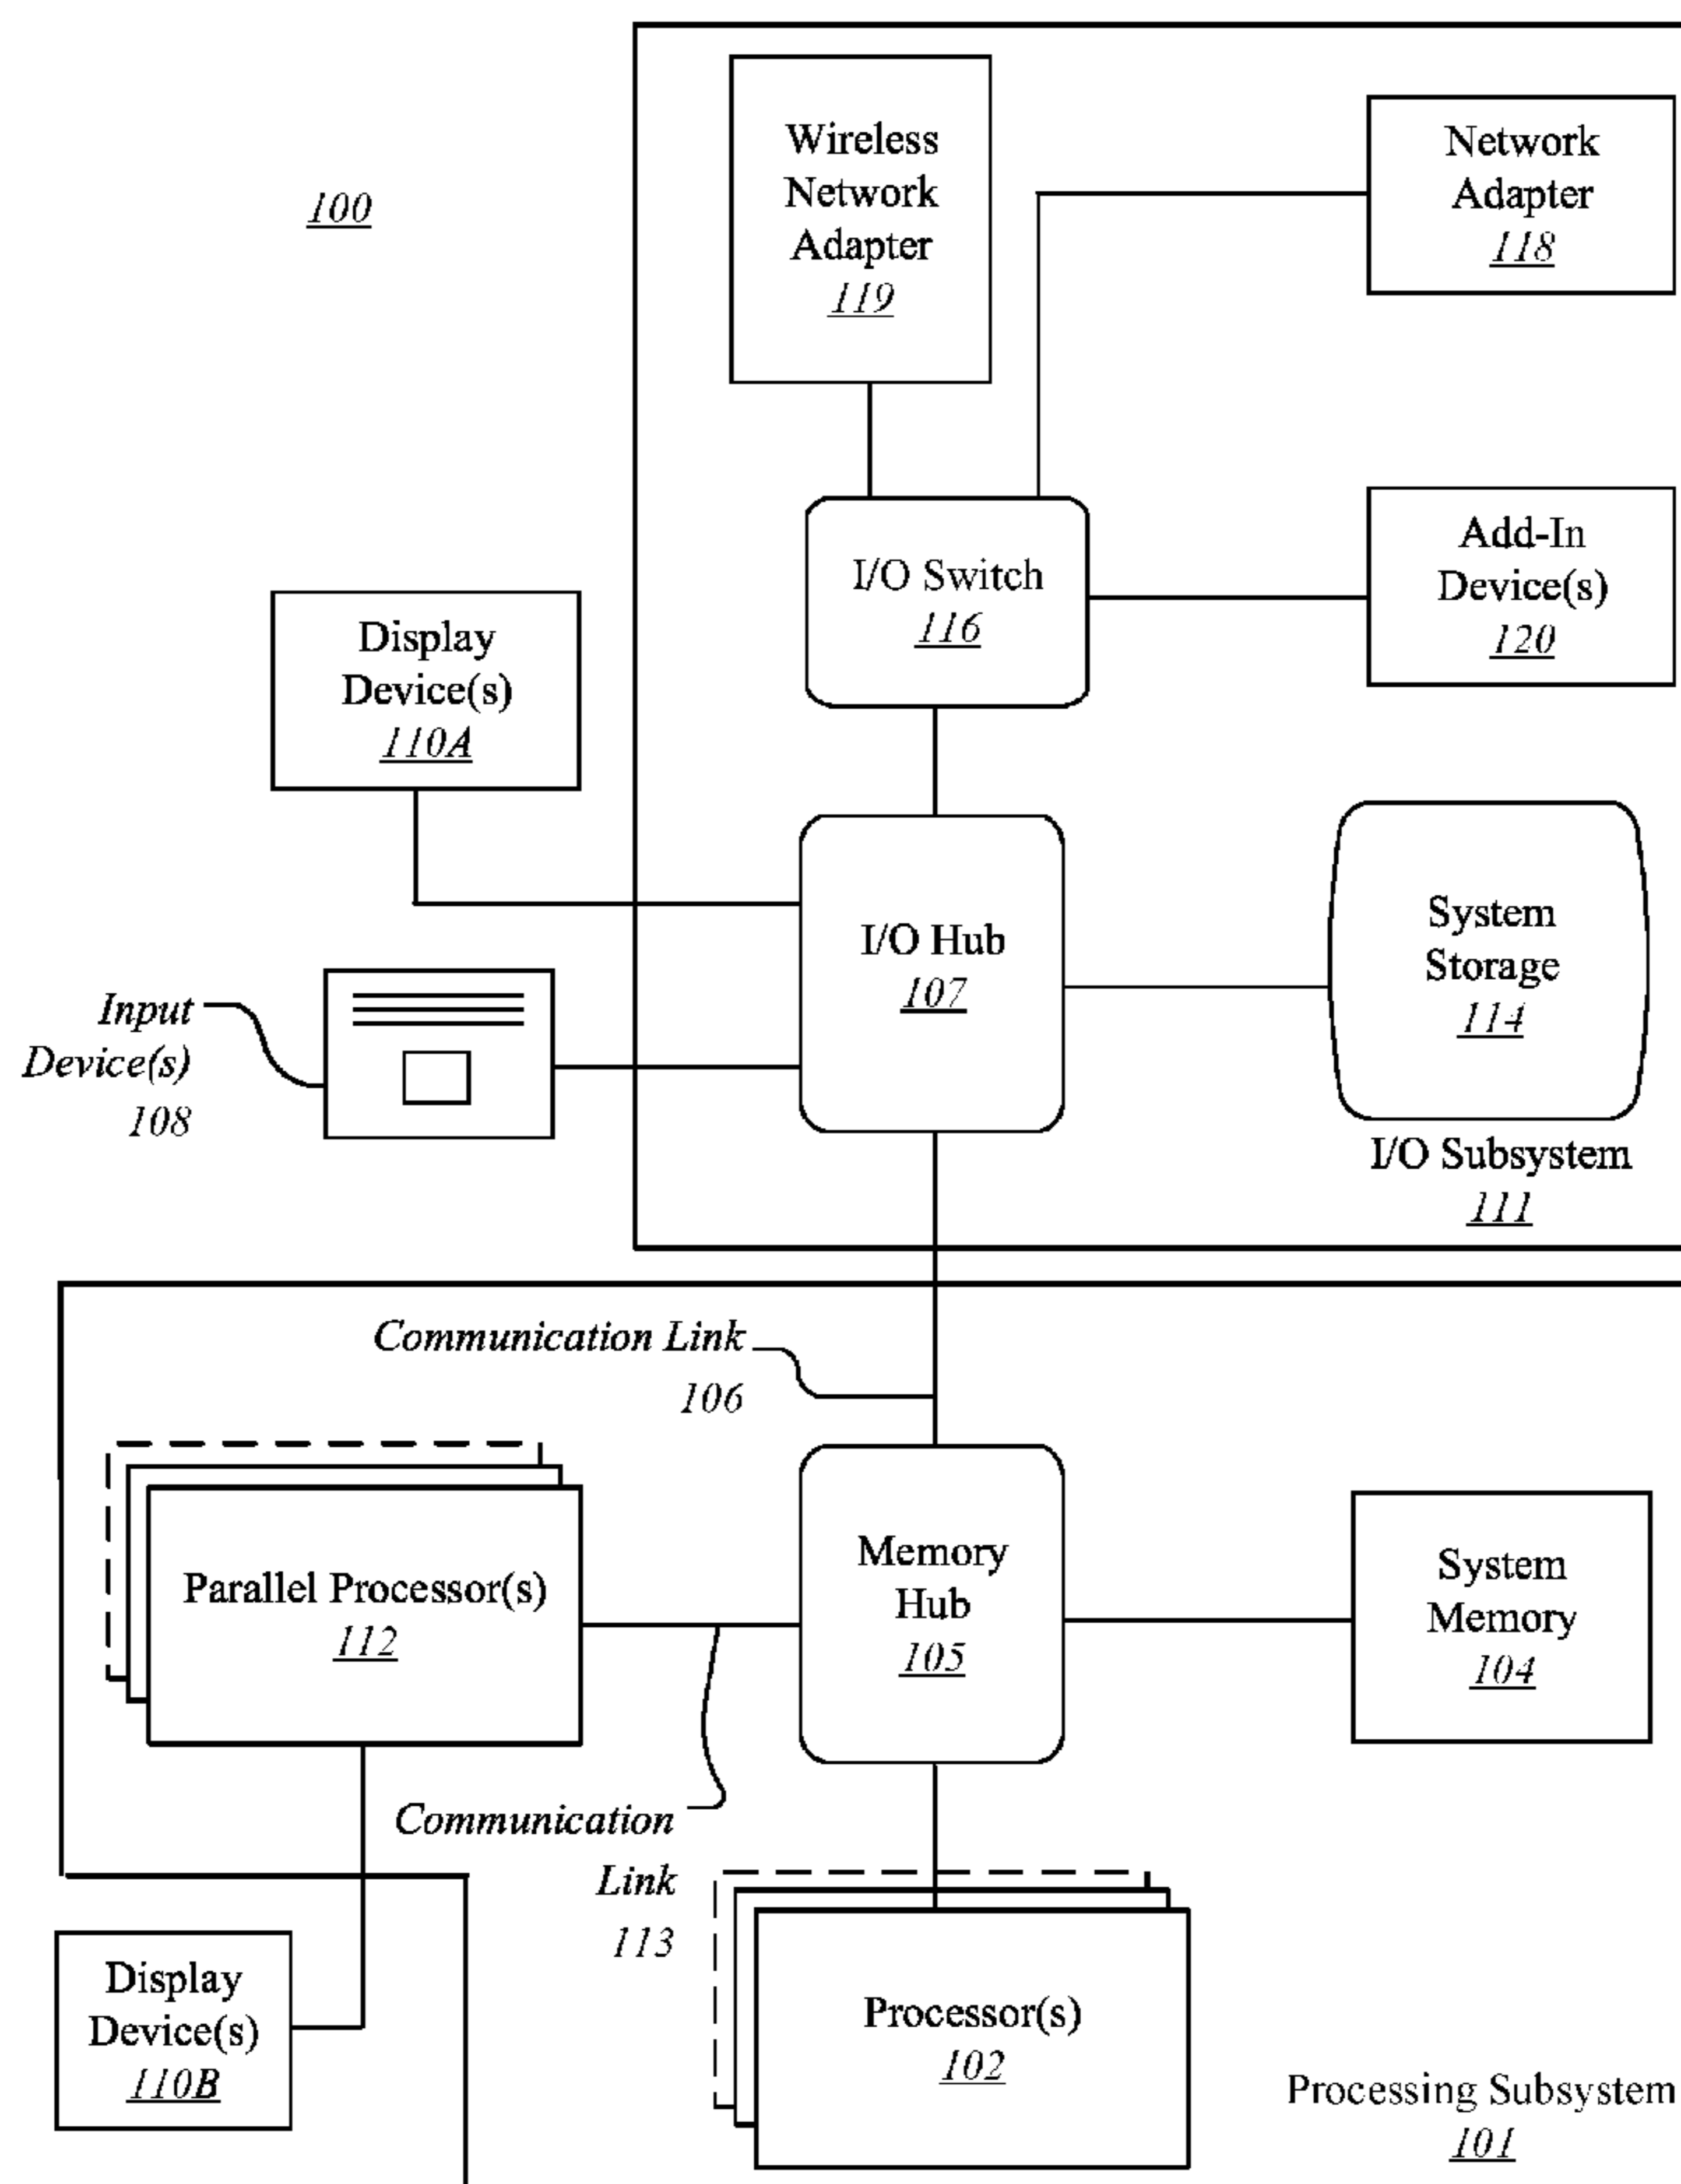 100
Wireless
Network
Adapter
119
Network
Adapter
118
I/O Switch
116
Add-In
Device(s)
120
Display
Device(s)
110A
I/O Hub
107
System
Storage
114
Input
Device(s)
108
I/O Subsystem
111
Communication Link
106
Parallel Processor(s)
112
Memory
Hub
105
System
Memory
104
Communication
Link
113
Display
Device(s)
110B
Processor(s)
102
Processing Subsystem
101